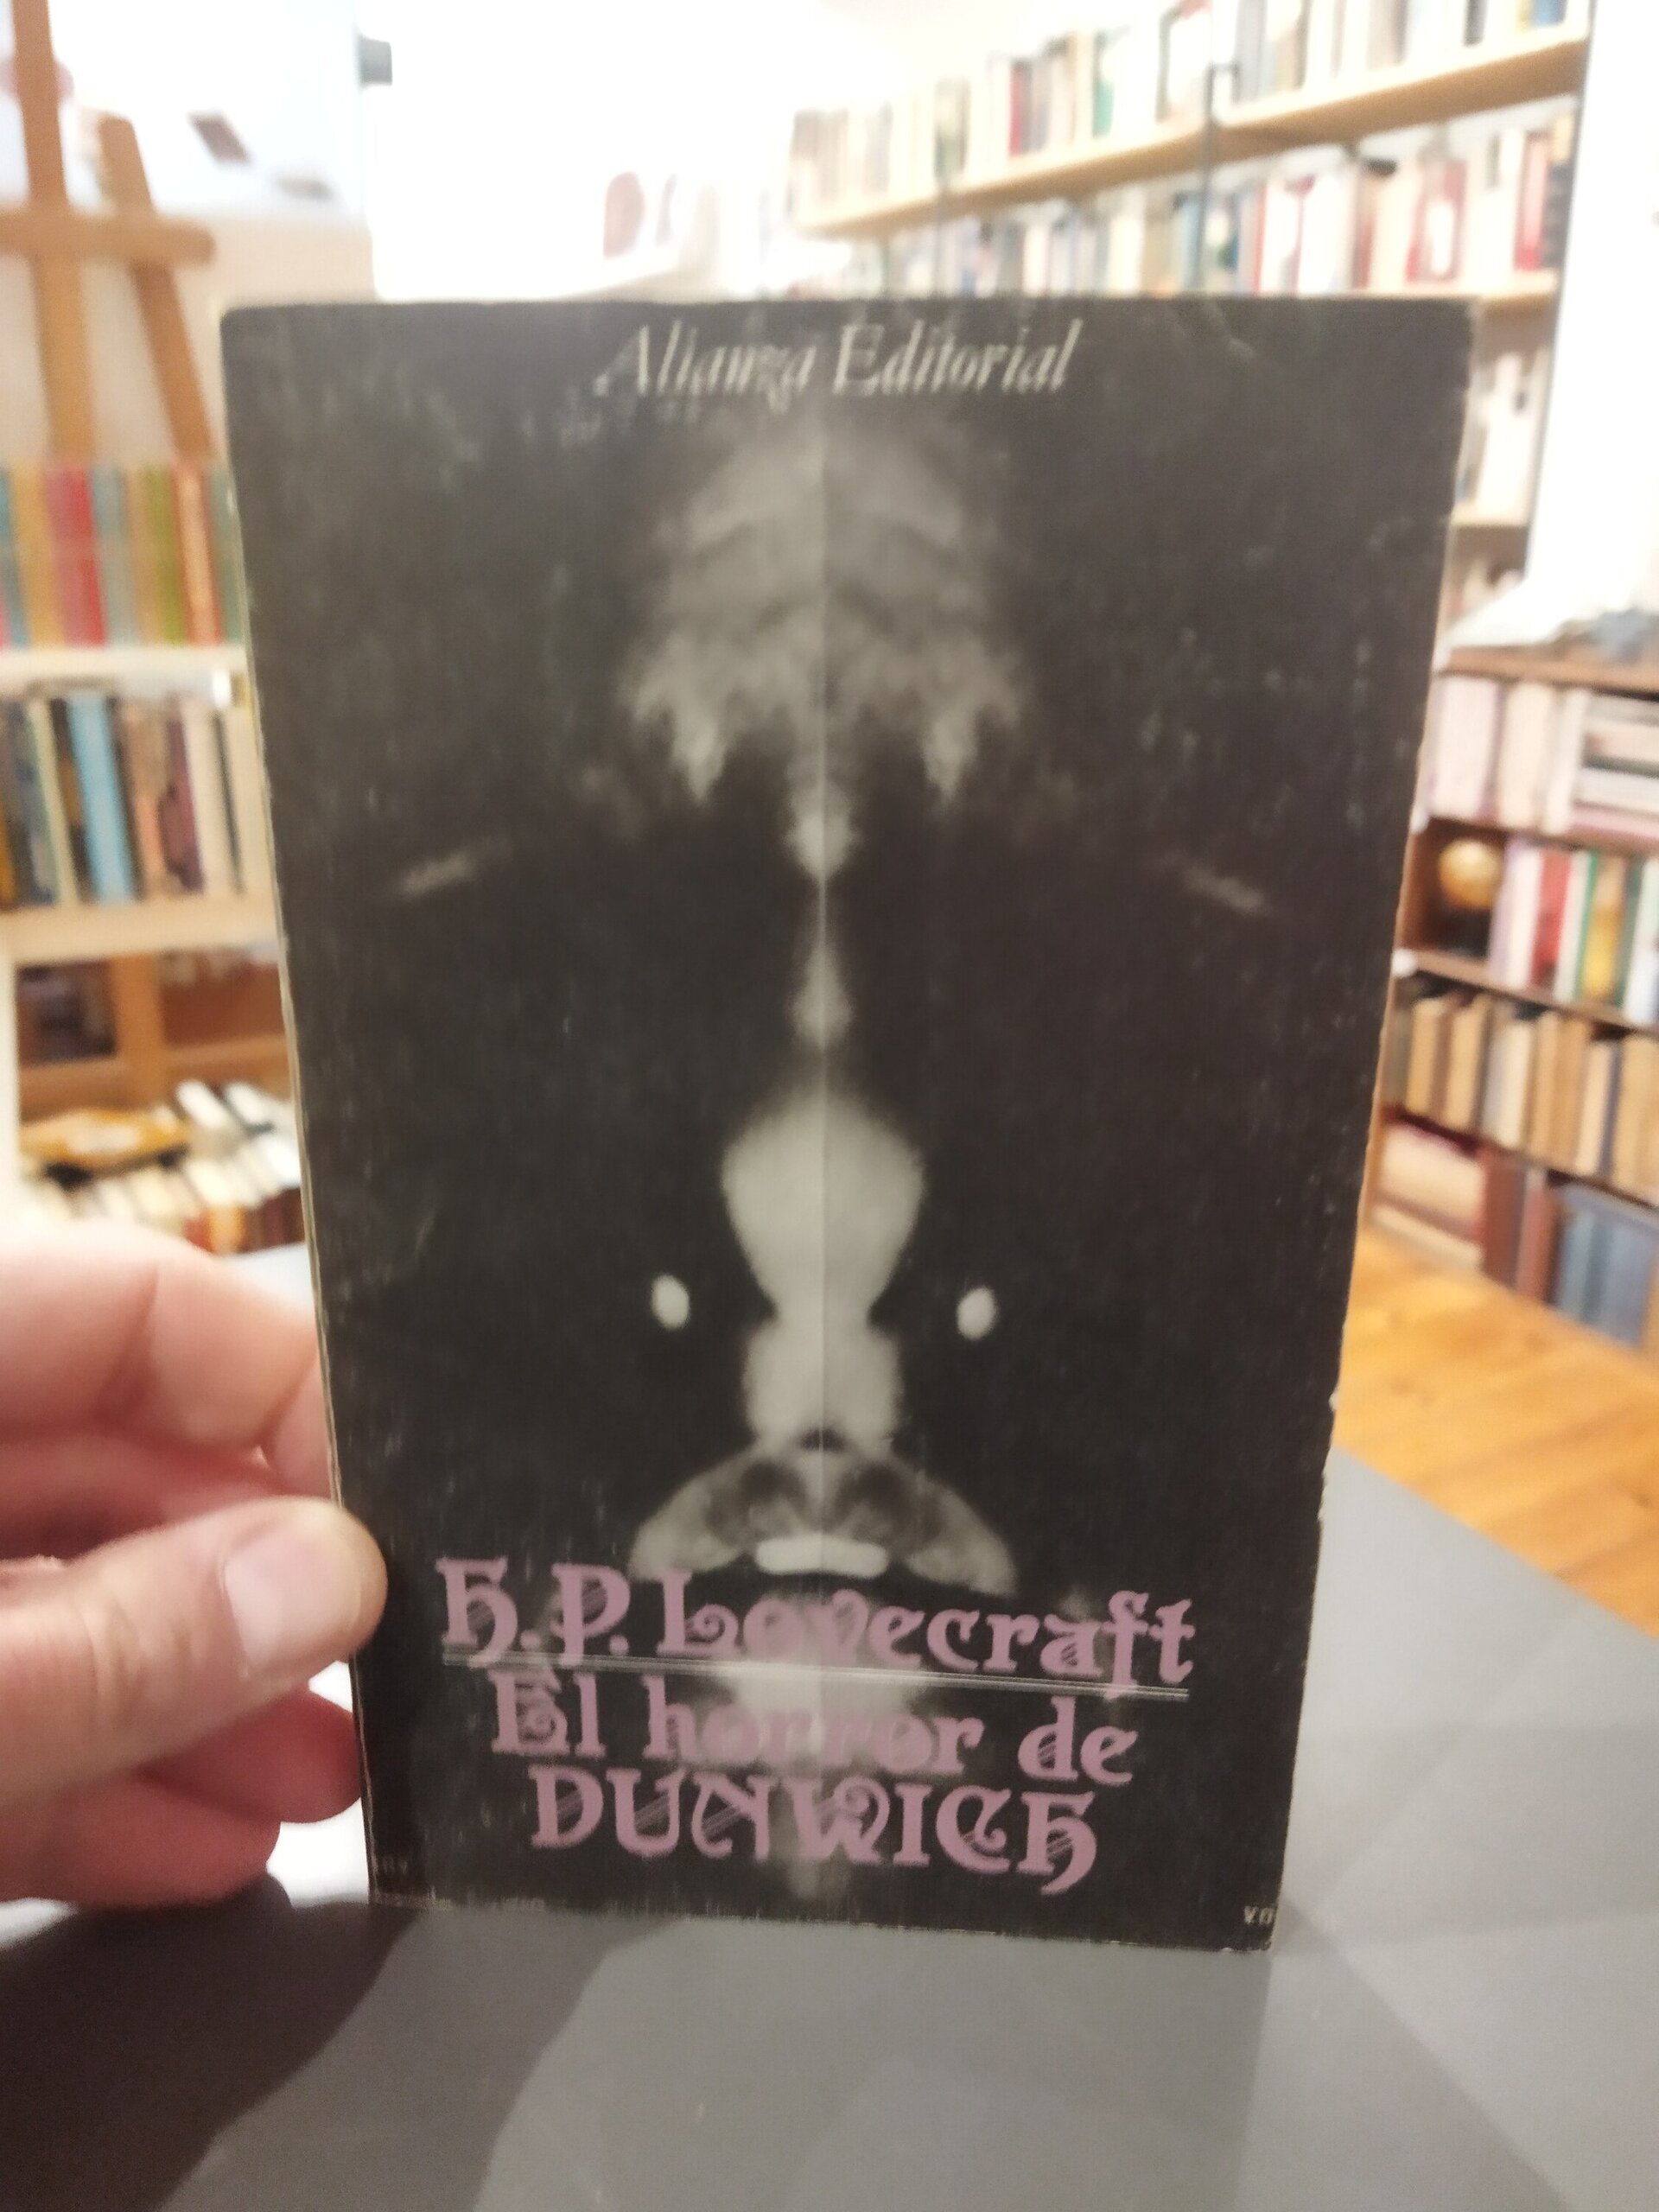 Alianza Editorial
H.P. Lovecraft
El horror de
DUNWICH